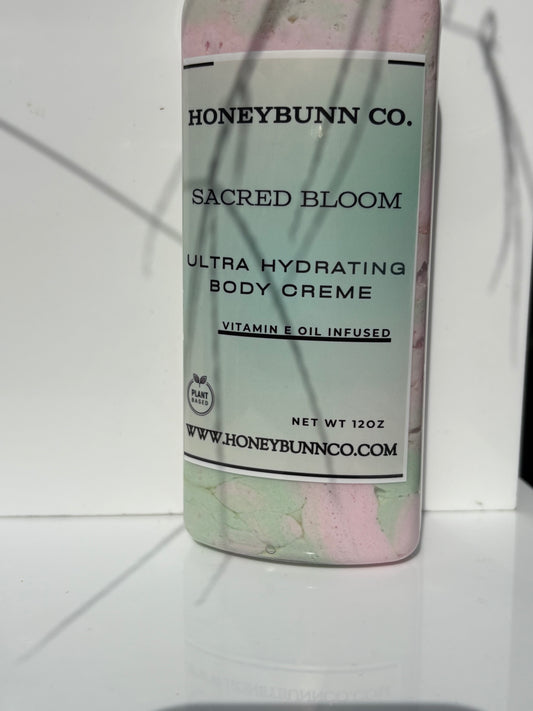 HONEYBUNN CO.
SACRED BLOOM
ULTRA HYDRATING
BODY CREME
VITAMIN E OIL INFUSED
PLANT
BASED
NET WT 12OZ
WWW.HONEYBUNNCO.COM